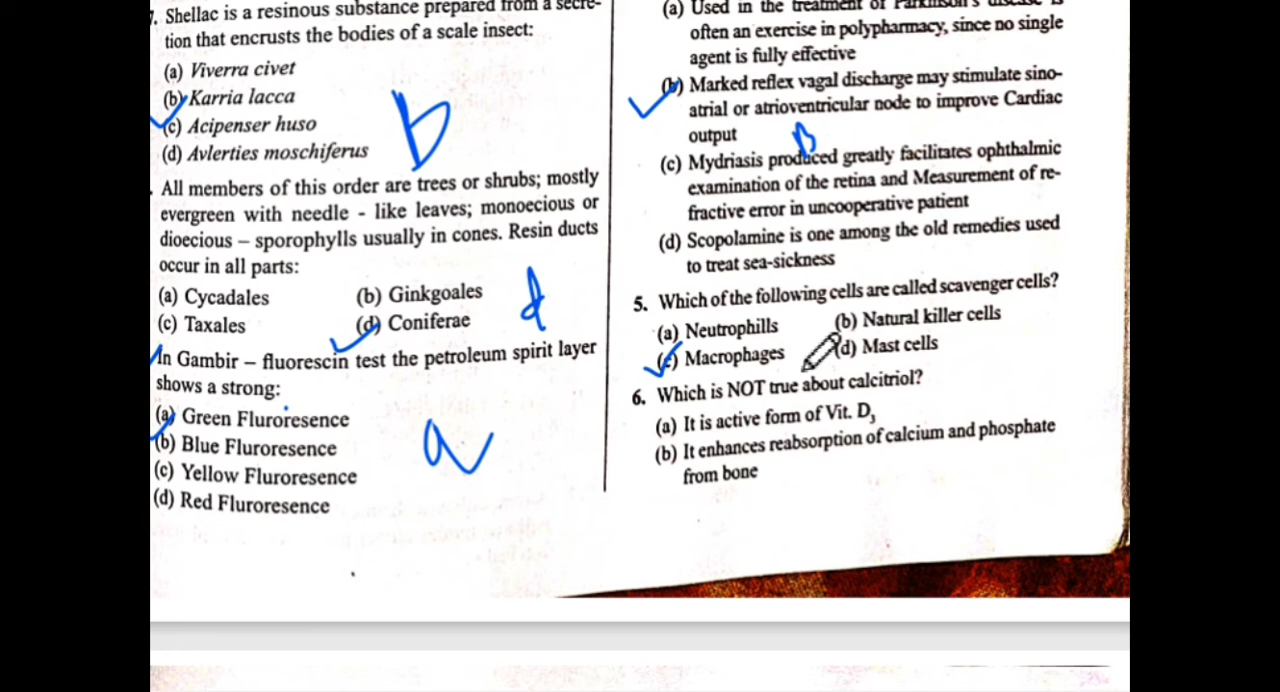 7. Shellac is a resinous substance prepared from a secre-
tion that encrusts the bodies of a scale insect:
(a) Viverra civet
(b) Karria lacca
(c) Acipenser huso
(d) Avlerties moschiferus
b
. All members of this order are trees or shrubs; mostly
evergreen with needle - like leaves; monoecious or
dioecious – sporophylls usually in cones. Resin ducts
occur in all parts:
(a) Cycadales (b) Ginkgoales
(c) Taxales (d) Coniferae
d
In Gambir – fluorescin test the petroleum spirit layer
shows a strong:
(a) Green Fluroresence
(b) Blue Fluroresence
(c) Yellow Fluroresence
(d) Red Fluroresence
a
(a) Used in the treatment of Parkinson's disease is
often an exercise in polypharmacy, since no single
agent is fully effective
(b) Marked reflex vagal discharge may stimulate sino-
atrial or atrioventricular node to improve Cardiac
output
B
(c) Mydriasis produced greatly facilitates ophthalmic
examination of the retina and Measurement of re-
fractive error in uncooperative patient
(d) Scopolamine is one among the old remedies used
to treat sea-sickness
5. Which of the following cells are called scavenger cells?
(a) Neutrophills (b) Natural killer cells
(c) Macrophages (d) Mast cells
6. Which is NOT true about calcitriol?
(a) It is active form of Vit. D3
(b) It enhances reabsorption of calcium and phosphate
from bone